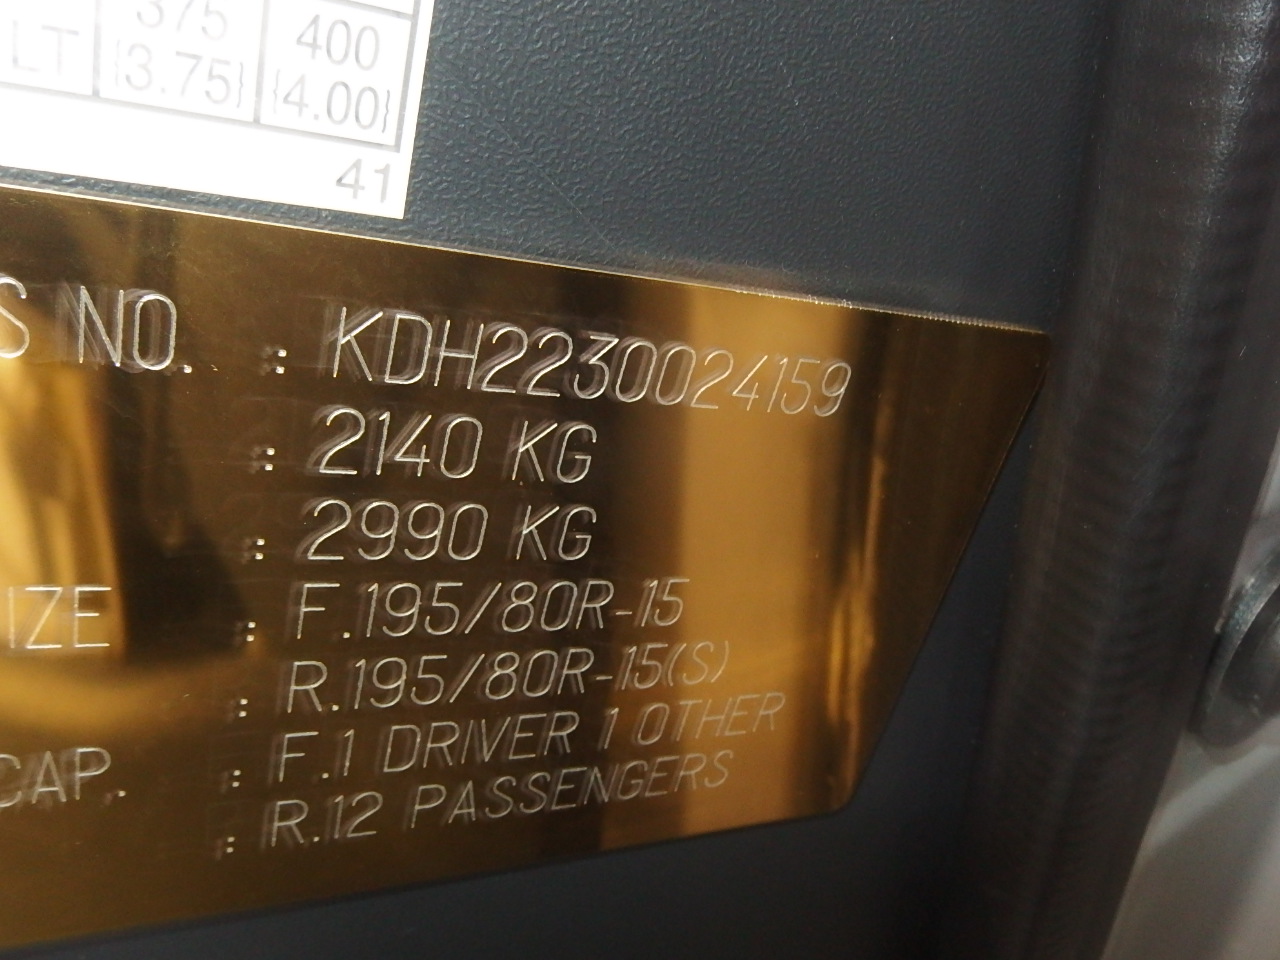 375 400
LT {3.75} {4.00}
41
S NO. : KDH2230024159
: 2140 KG
: 2990 KG
IZE : F.195/80R-15
: R.195/80R-15(S)
CAP. : F.1 DRIVER 1 OTHER
: R.12 PASSENGERS